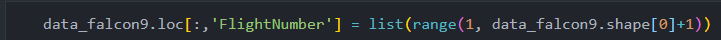 data_falcon9.loc[:,'FlightNumber'] = list(range(1, data_falcon9.shape[0]+1))